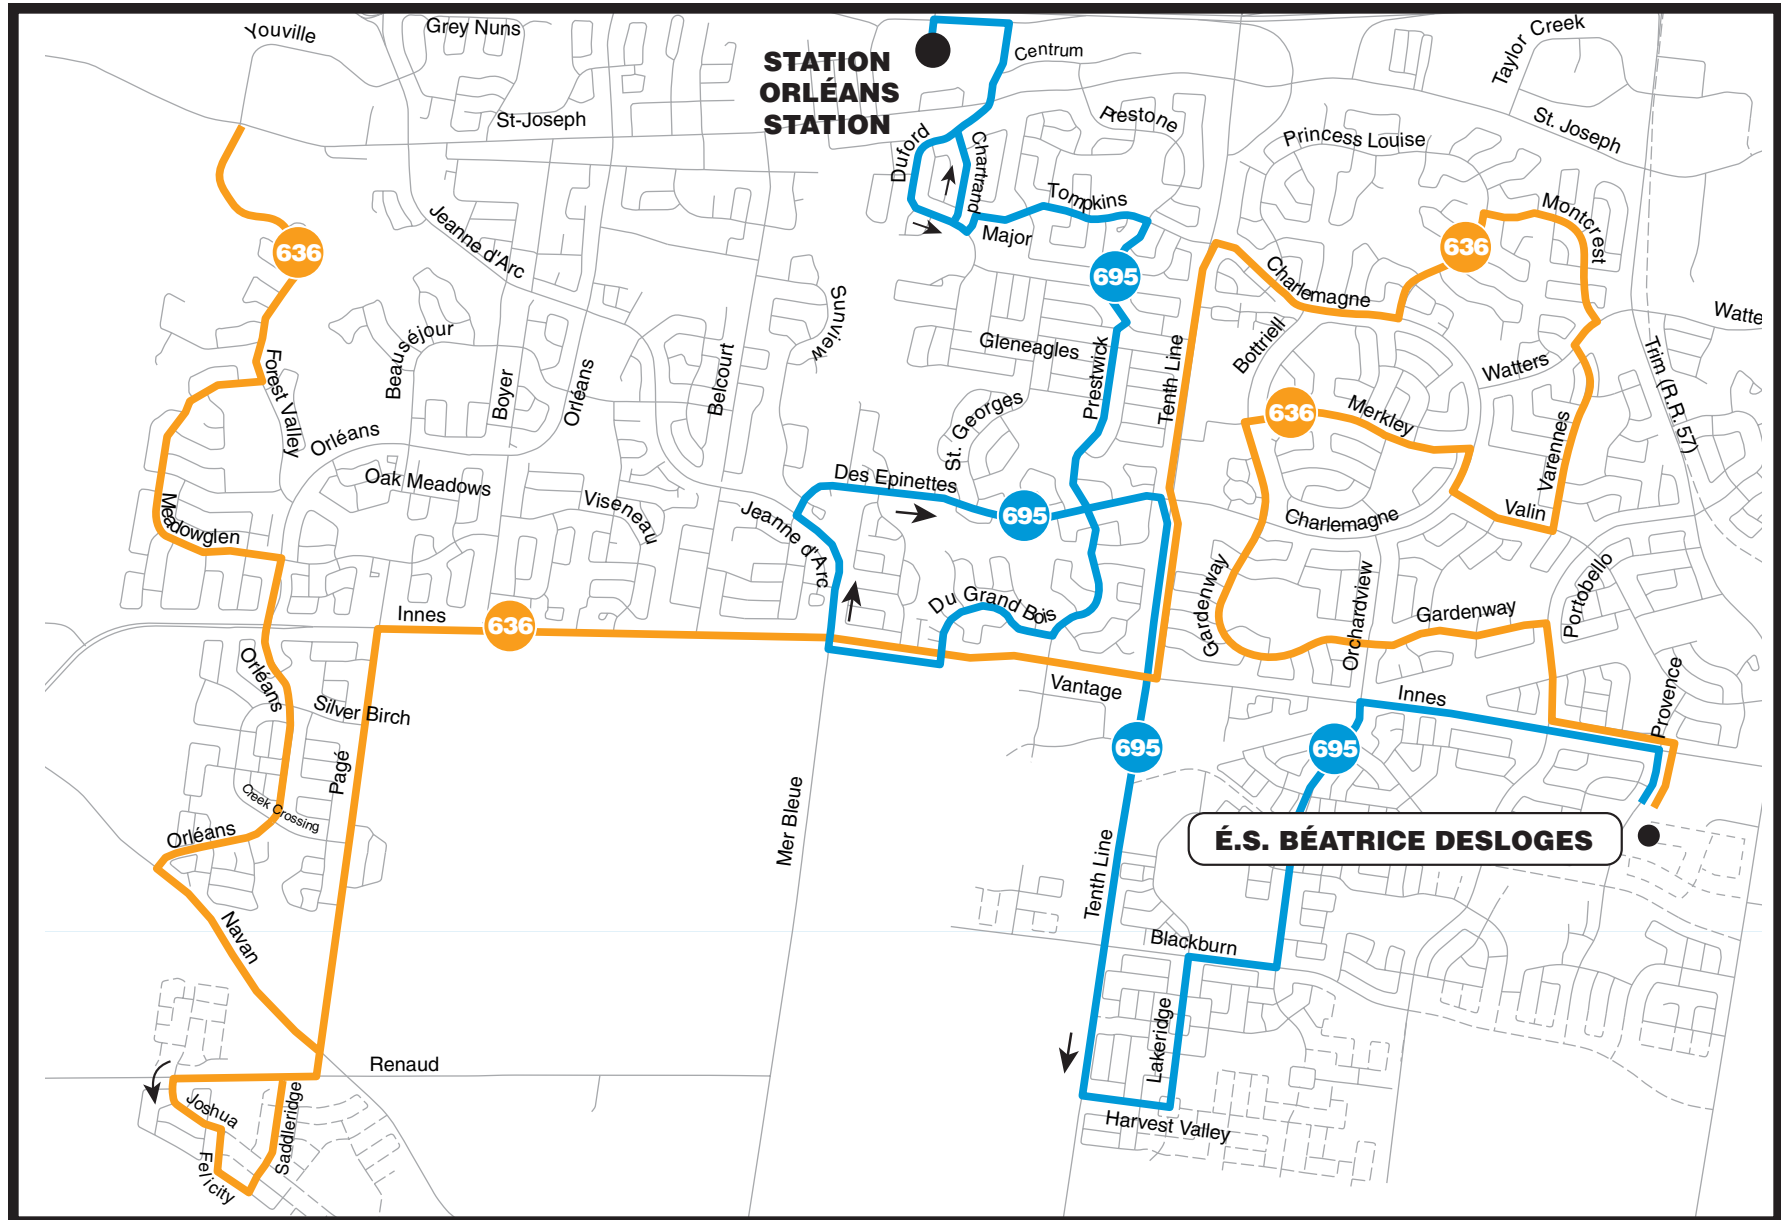 Youville
Grey Nuns
St-Joseph
STATION
ORLÉANS
STATION
Centrum
Taylor Creek
St. Joseph
Prestone
Princess Louise
Duford
Chartrand
Tompkins
Major
Montcrest
636
636
695
Jeanne d'Arc
Sunview
Charlemagne
Bottriell
Watte
Watters
Trim (R.R. 57)
Beauséjour
Forest Valley
Boyer
Orléans
Belcourt
Gleneagles
Prestwick
Tenth Line
St. Georges
636
Merkley
Varennes
Valin
Orléans
Oak Meadows
Viseneau
Des Epinettes
695
Jeanne d'Arc
Charlemagne
Meadowglen
Gardenway
Orchardview
Gardenway
Portobello
Innes
636
Du Grand Bois
Orléans
Silver Birch
Vantage
Innes
Provence
Pagé
695
695
Creek Crossing
Orléans
Mer Bleue
É.S. BÉATRICE DESLOGES
Tenth Line
Navan
Blackburn
Lakeridge
Renaud
Joshua
Saddleridge
Felicity
Harvest Valley